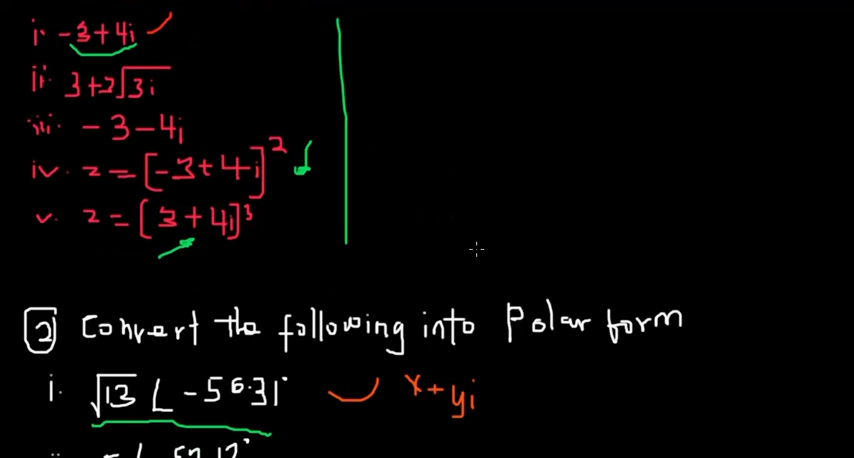 i. -3+4i
ii. 3+2√3i
iii. -3-4i
iv. z = [-3+4i]²
v. z = [3+4i]³
2 Convert the following into Polar form
i. √13 ∠ -56.31° x+yi